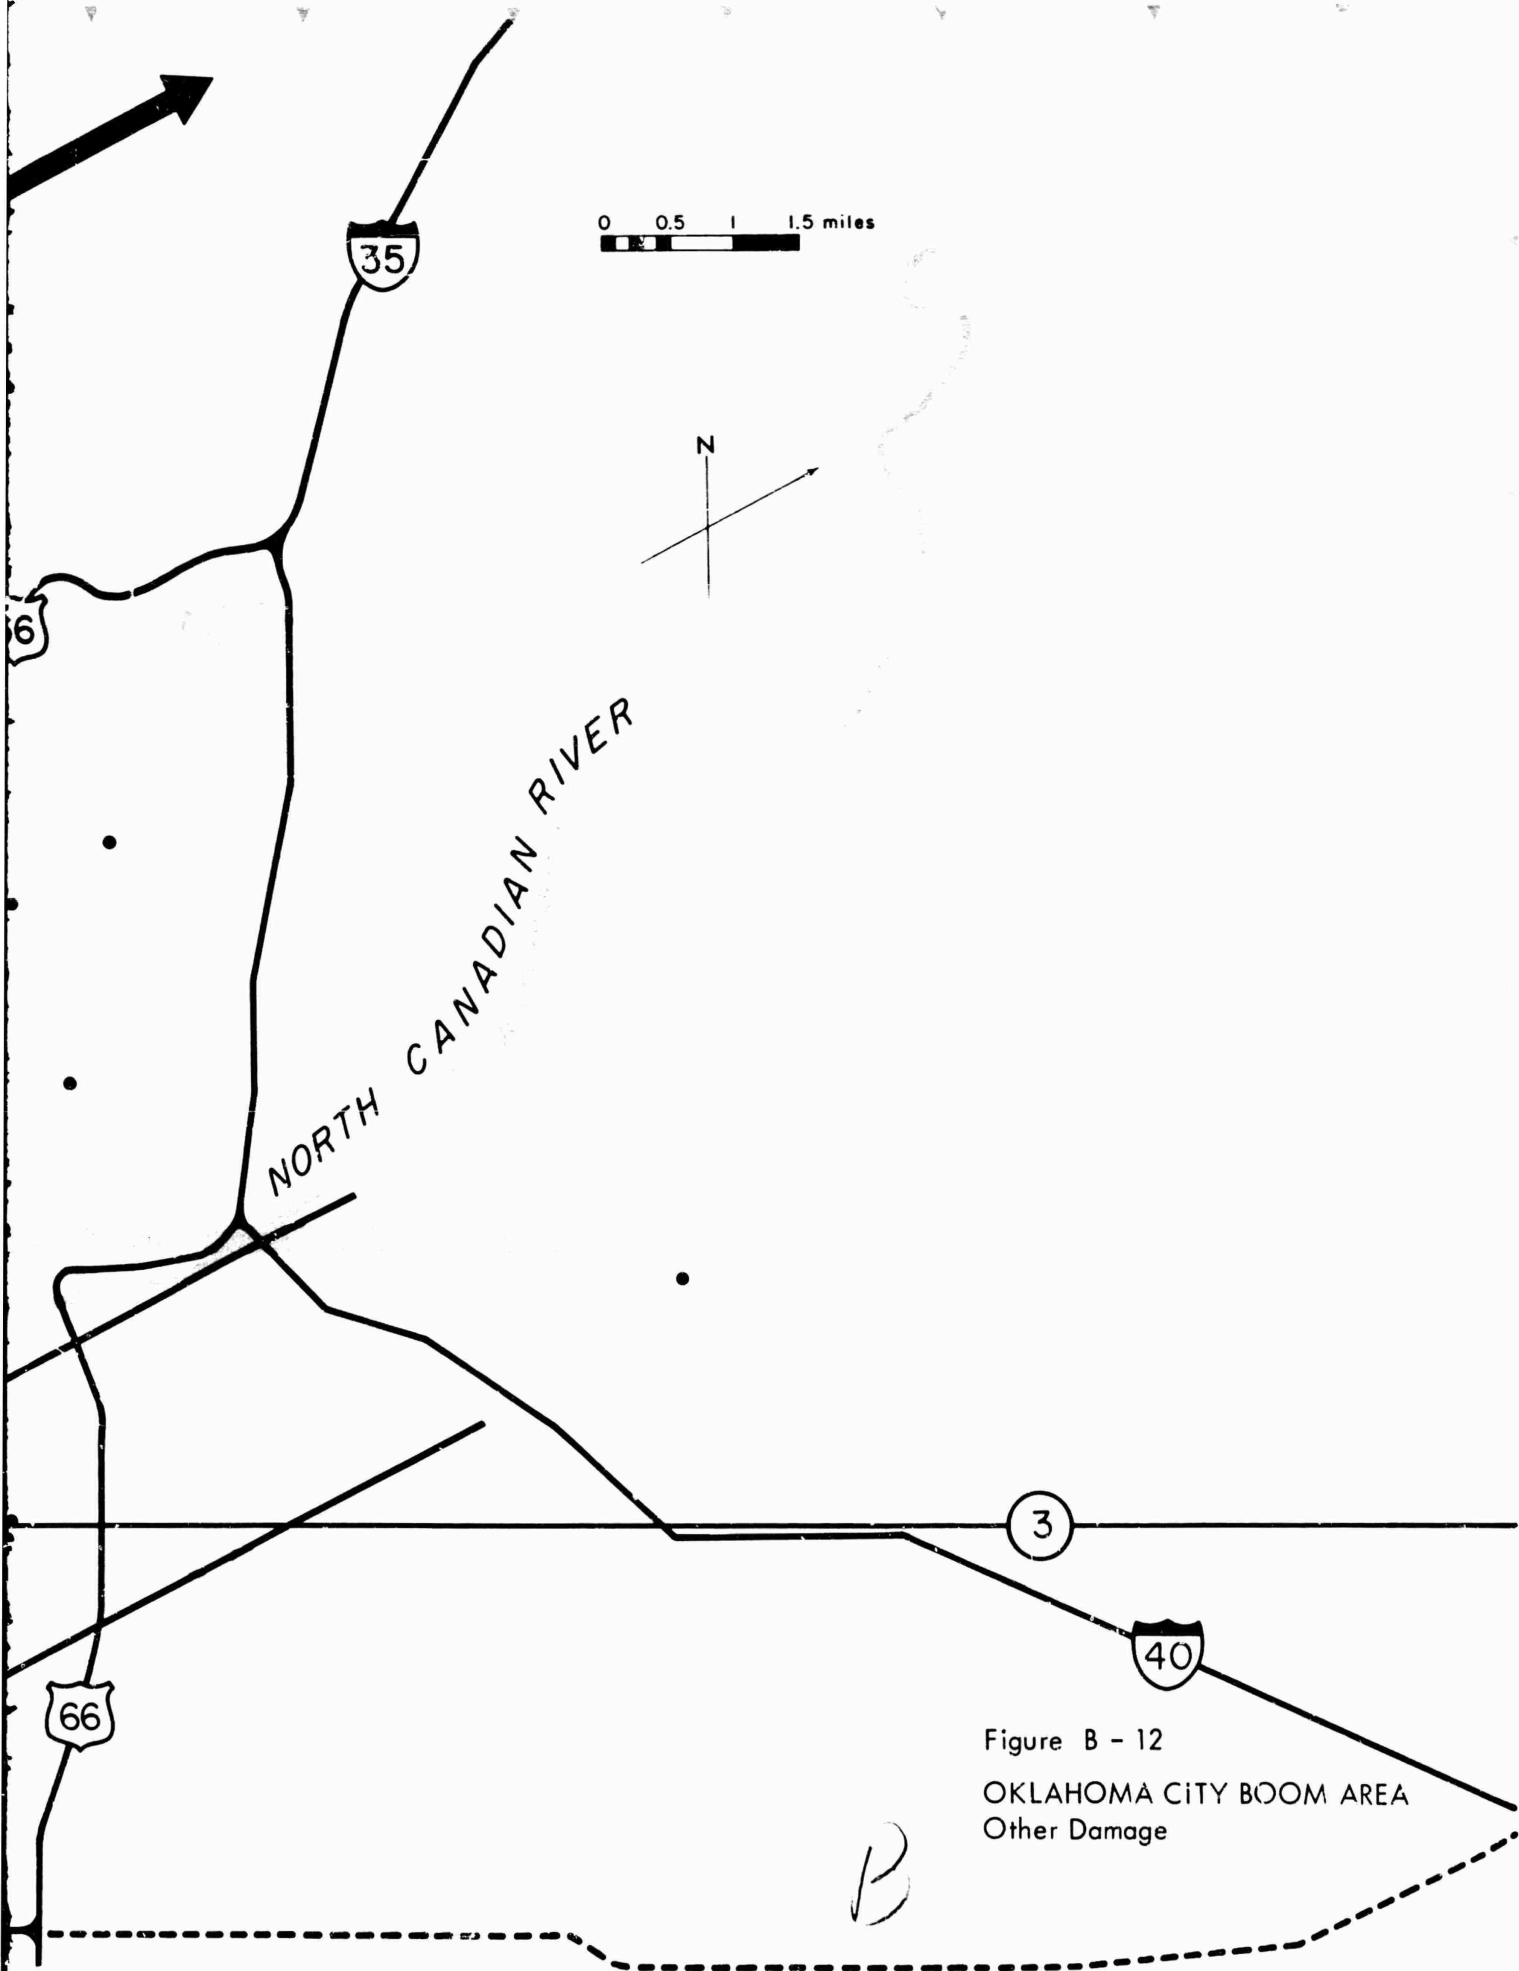 35
0 0.5 1 1.5 miles
N
6
NORTH CANADIAN RIVER
3
40
66
Figure B - 12
OKLAHOMA CITY BOOM AREA
Other Damage
B